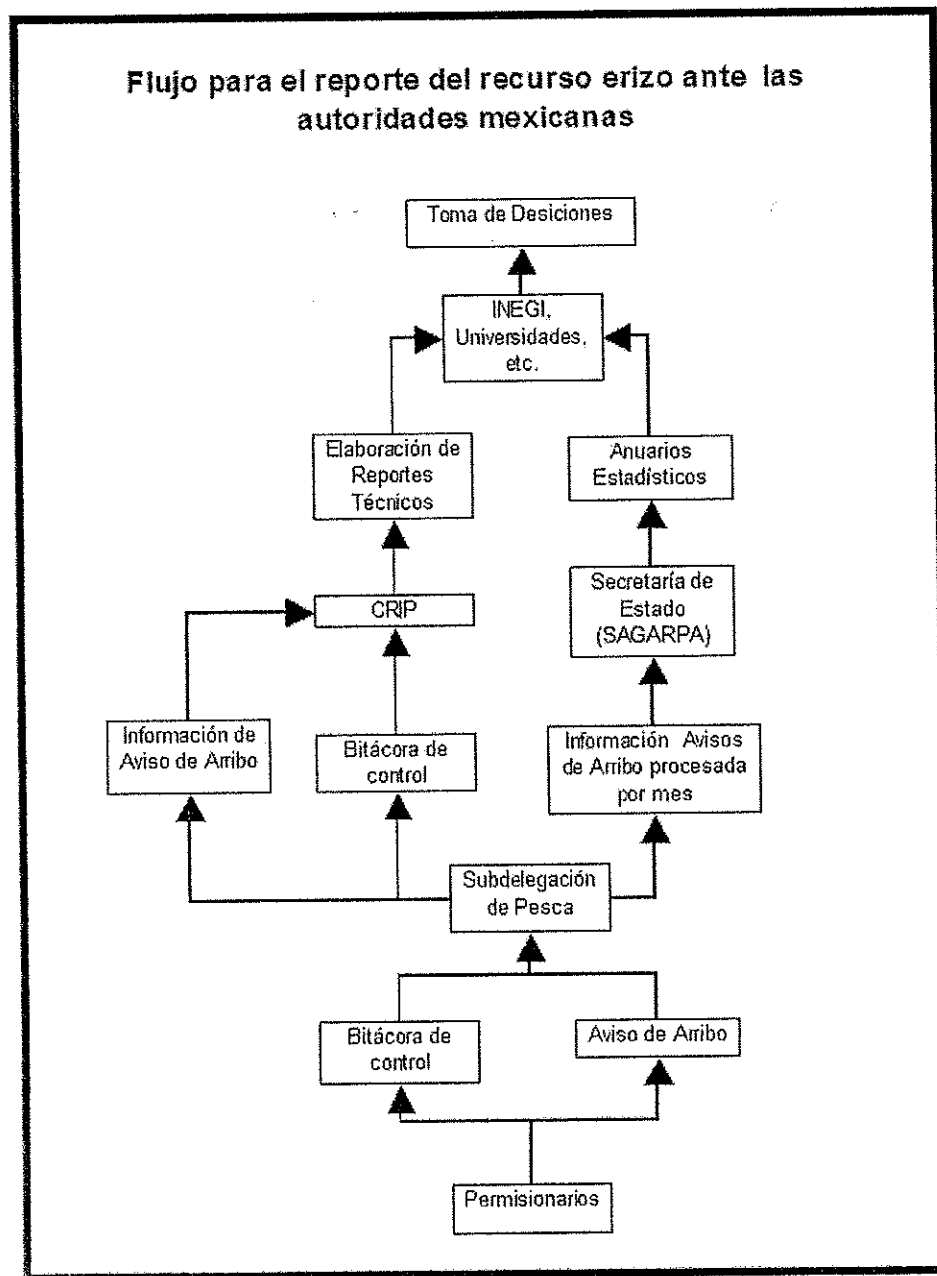 Flujo para el reporte del recurso erizo ante las
autoridades mexicanas
Toma de Desiciones
INEGI,
Universidades,
etc.
Elaboración de
Reportes
Técnicos
Anuarios
Estadísticos
CRIP
Secretaría de
Estado
(SAGARPA)
Información de
Aviso de Arribo
Bitácora de
control
Información Avisos
de Arribo procesada
por mes
Subdelegación
de Pesca
Bitácora de
control
Aviso de Arribo
Permisionarios